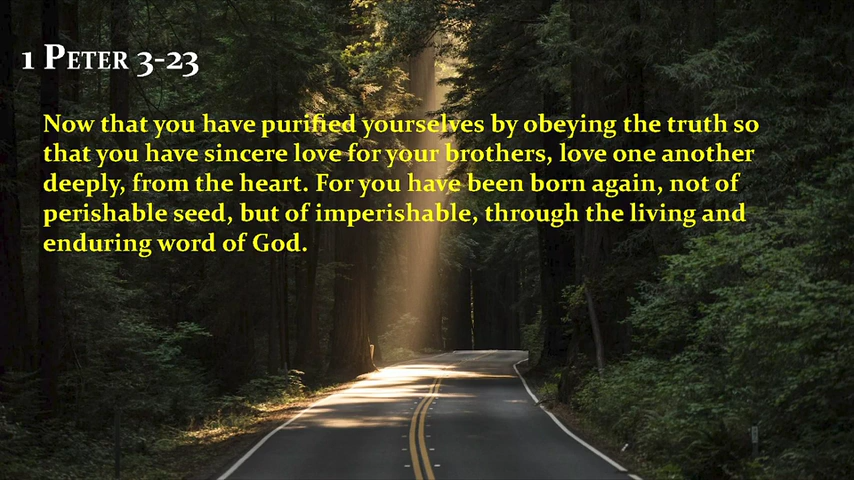 1 Peter 3-23
Now that you have purified yourselves by obeying the truth so
that you have sincere love for your brothers, love one another
deeply, from the heart. For you have been born again, not of
perishable seed, but of imperishable, through the living and
enduring word of God.